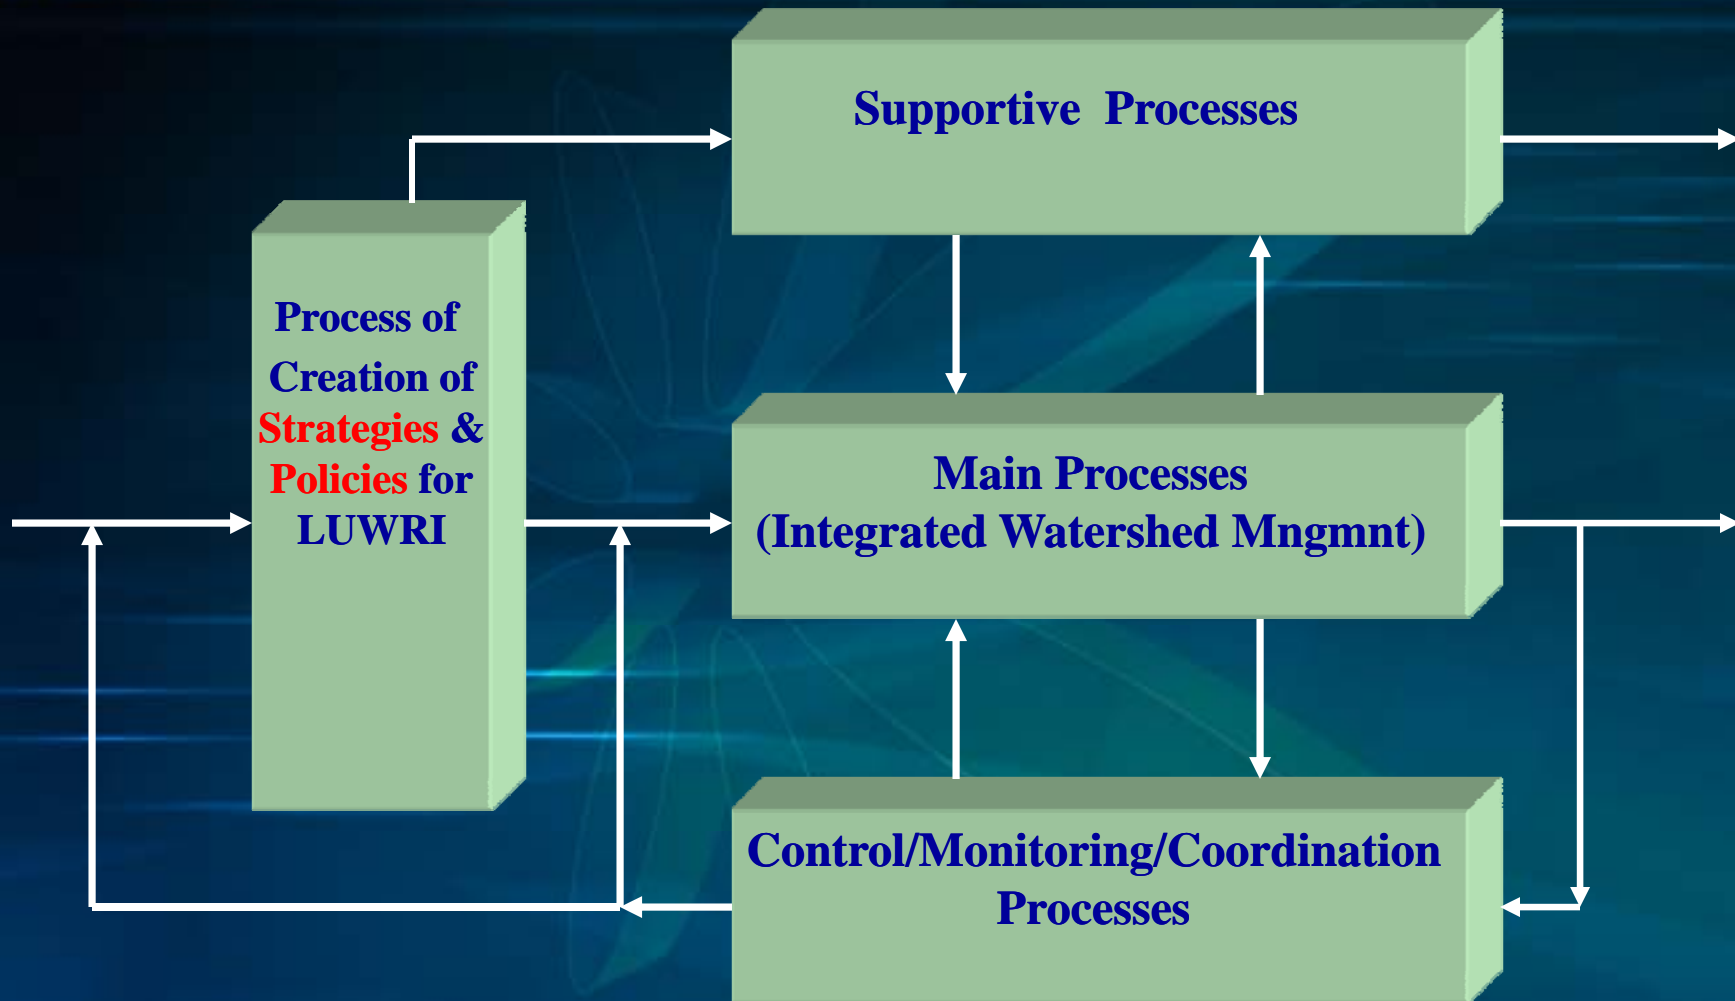 Supportive Processes
Process of
Creation of
Strategies &
Policies for
LUWRI
Main Processes
(Integrated Watershed Mngmnt)
Control/Monitoring/Coordination
Processes